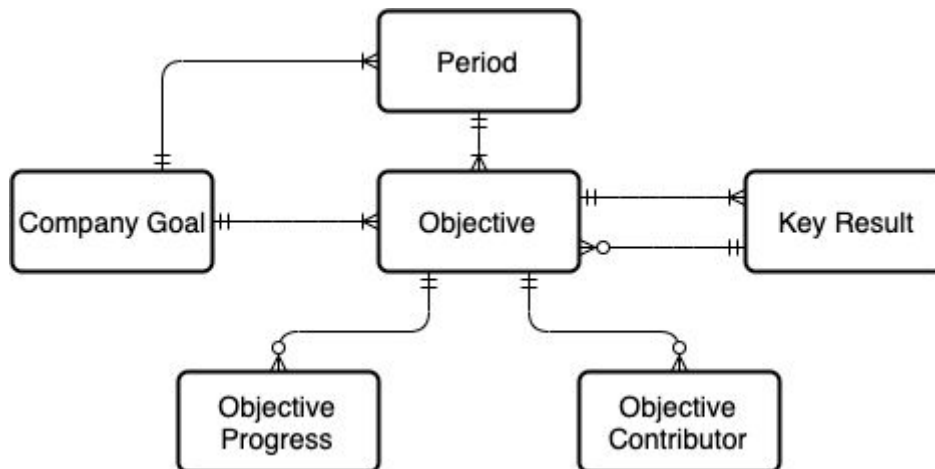 Period
Company Goal
Objective
Key Result
Objective
Progress
Objective
Contributor